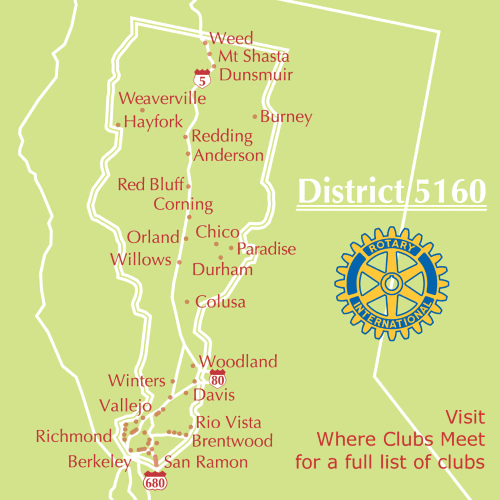 Weed
Mt Shasta
Dunsmuir
5
Weaverville
Hayfork
Burney
Redding
Anderson
Red Bluff
Corning
District 5160
Orland
Chico
Paradise
Willows
Durham
ROTARY
INTERNATIONAL
Colusa
Woodland
80
Winters
Davis
Vallejo
Rio Vista
Richmond
Brentwood
Berkeley
San Ramon
680
Visit
Where Clubs Meet
for a full list of clubs